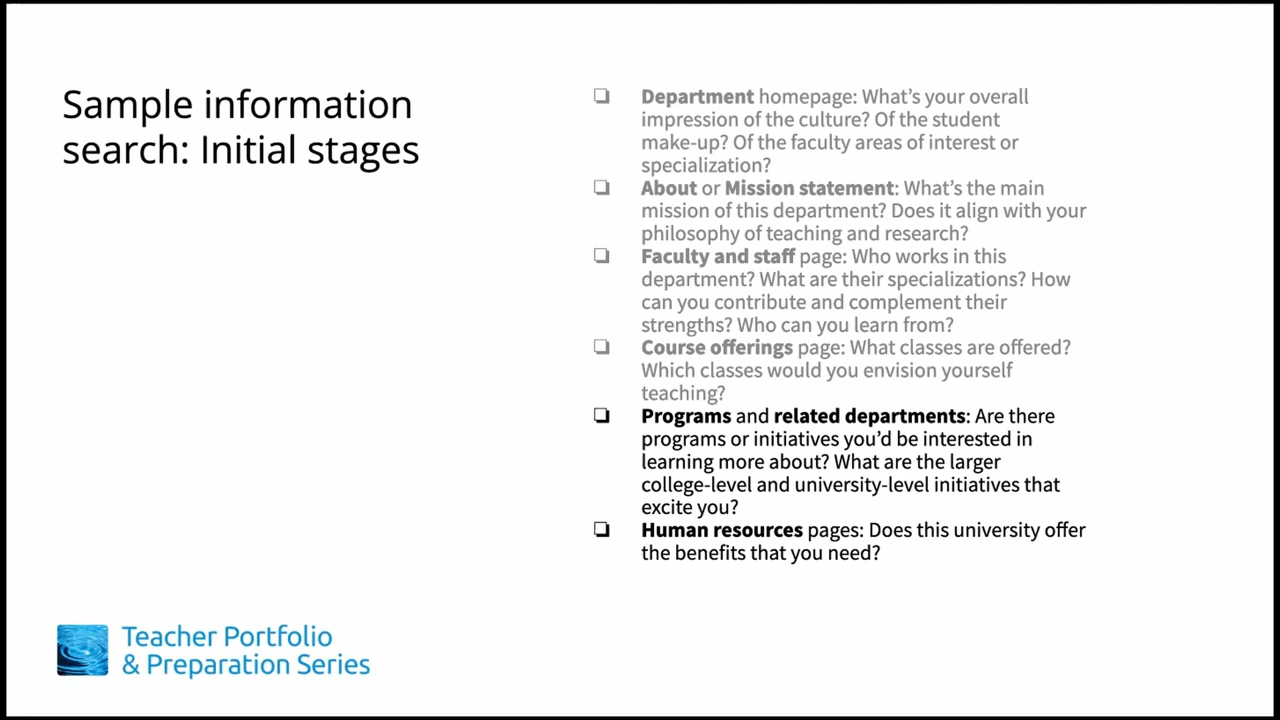 Sample information
search: Initial stages
❏ Department homepage: What's your overall
impression of the culture? Of the student
make-up? Of the faculty areas of interest or
specialization?
❏ About or Mission statement: What's the main
mission of this department? Does it align with your
philosophy of teaching and research?
❏ Faculty and staff page: Who works in this
department? What are their specializations? How
can you contribute and complement their
strengths? Who can you learn from?
❏ Course offerings page: What classes are offered?
Which classes would you envision yourself
teaching?
❏ Programs and related departments: Are there
programs or initiatives you'd be interested in
learning more about? What are the larger
college-level and university-level initiatives that
excite you?
❏ Human resources pages: Does this university offer
the benefits that you need?
Teacher Portfolio
& Preparation Series